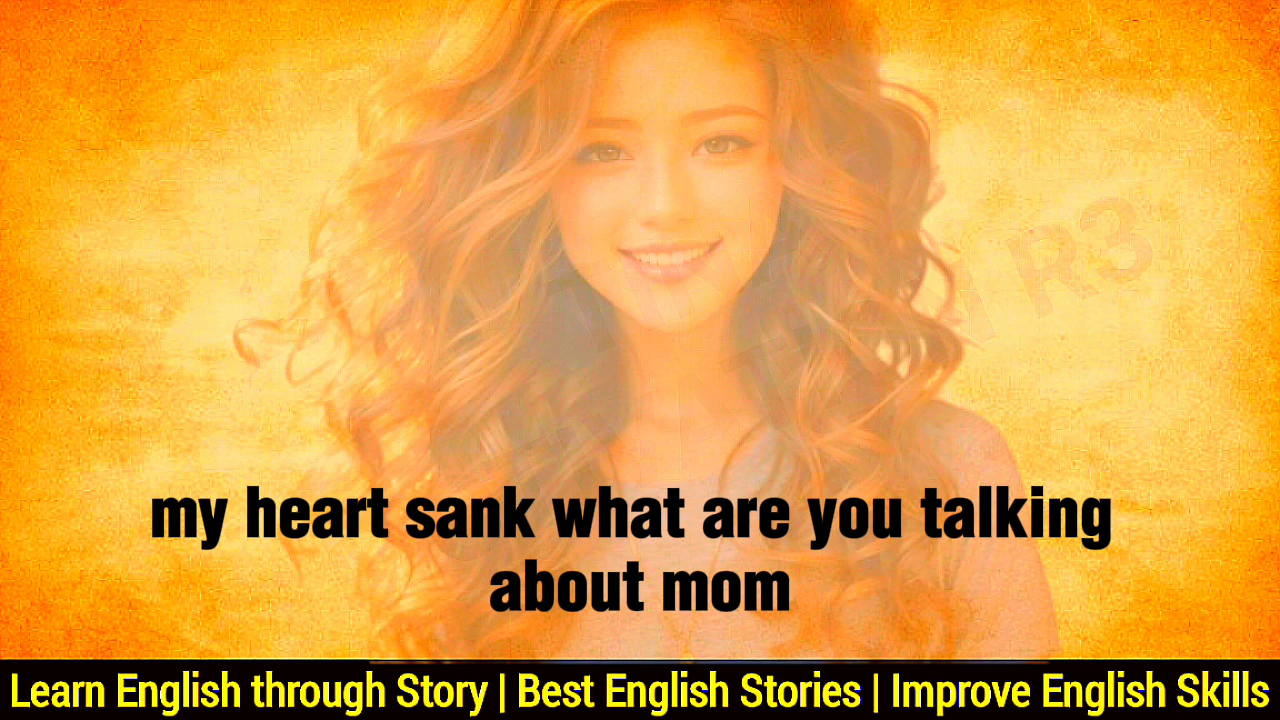 my heart sank what are you talking
about mom
Learn English through Story | Best English Stories | Improve English Skills